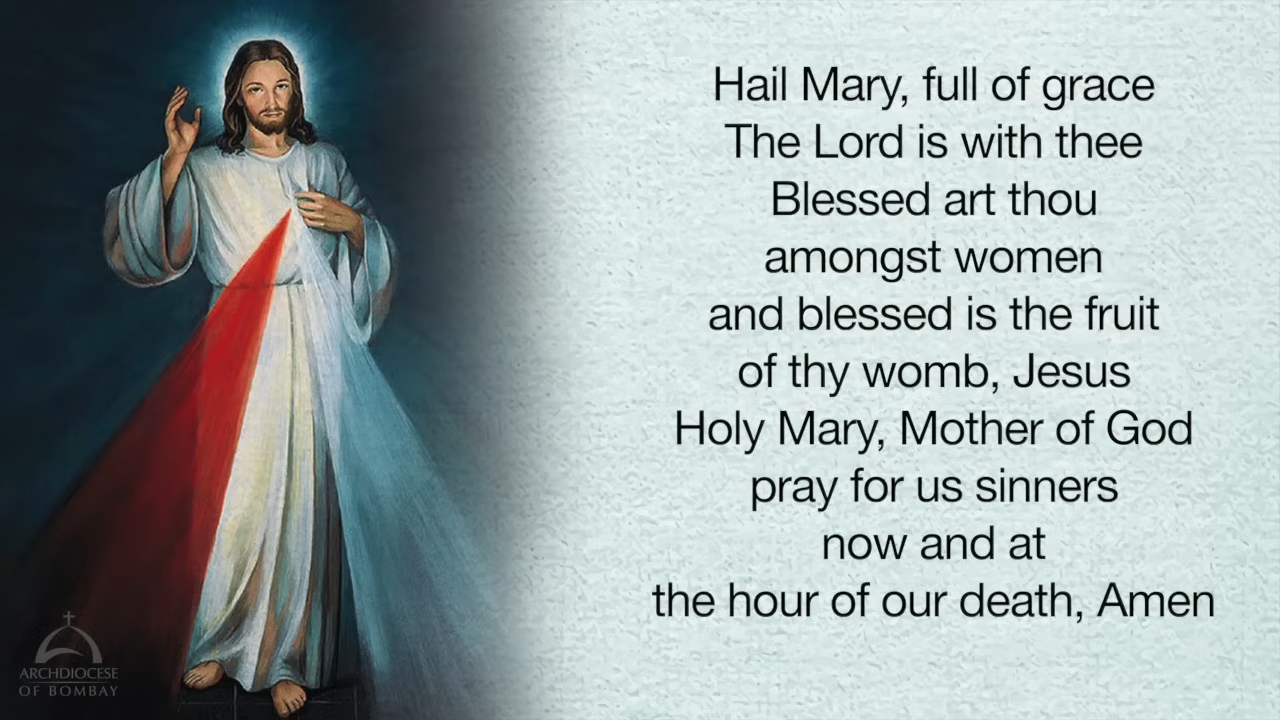 Hail Mary, full of grace
The Lord is with thee
Blessed art thou
amongst women
and blessed is the fruit
of thy womb, Jesus
Holy Mary, Mother of God
pray for us sinners
now and at
the hour of our death, Amen
ARCHDIOCESE
OF BOMBAY